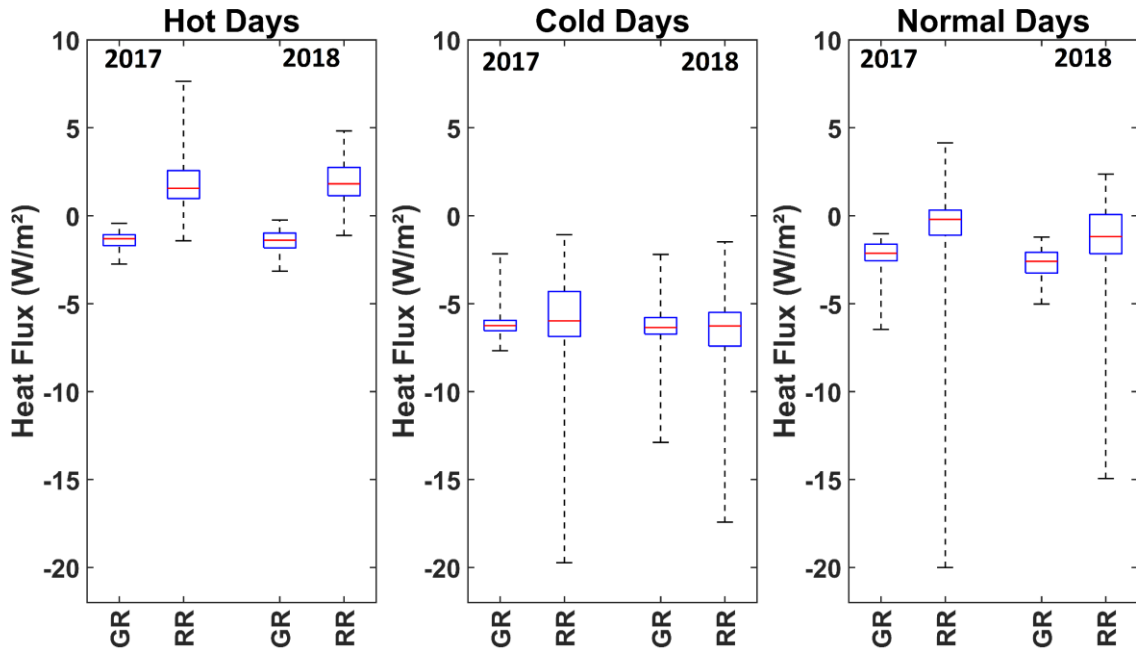 Hot Days
2017
2018
Heat Flux (W/m²)
10
5
0
-5
-10
-15
-20
GR
RR
GR
RR
Cold Days
2017
2018
Heat Flux (W/m²)
10
5
0
-5
-10
-15
-20
GR
RR
GR
RR
Normal Days
2017
2018
Heat Flux (W/m²)
10
5
0
-5
-10
-15
-20
GR
RR
GR
RR